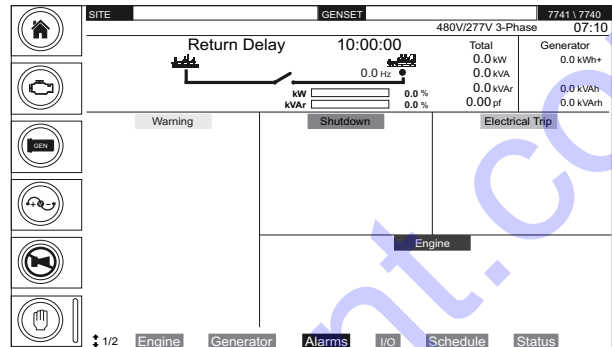 SITE GENSET 7741 \ 7740
480V/277V 3-Phase 07:10
Return Delay 10:00:00 Total Generator
0.0 kW 0.0 kWh+
0.0 Hz 0.0 kVA
0.0 kVAr 0.0 kVAh
kW 0.0 %
0.00 pf 0.0 kVArh
kVAr 0.0 %
Warning Shutdown Electrical Trip
GEN
Engine
1/2 Engine Generator Alarms I/O Schedule Status
nt.co